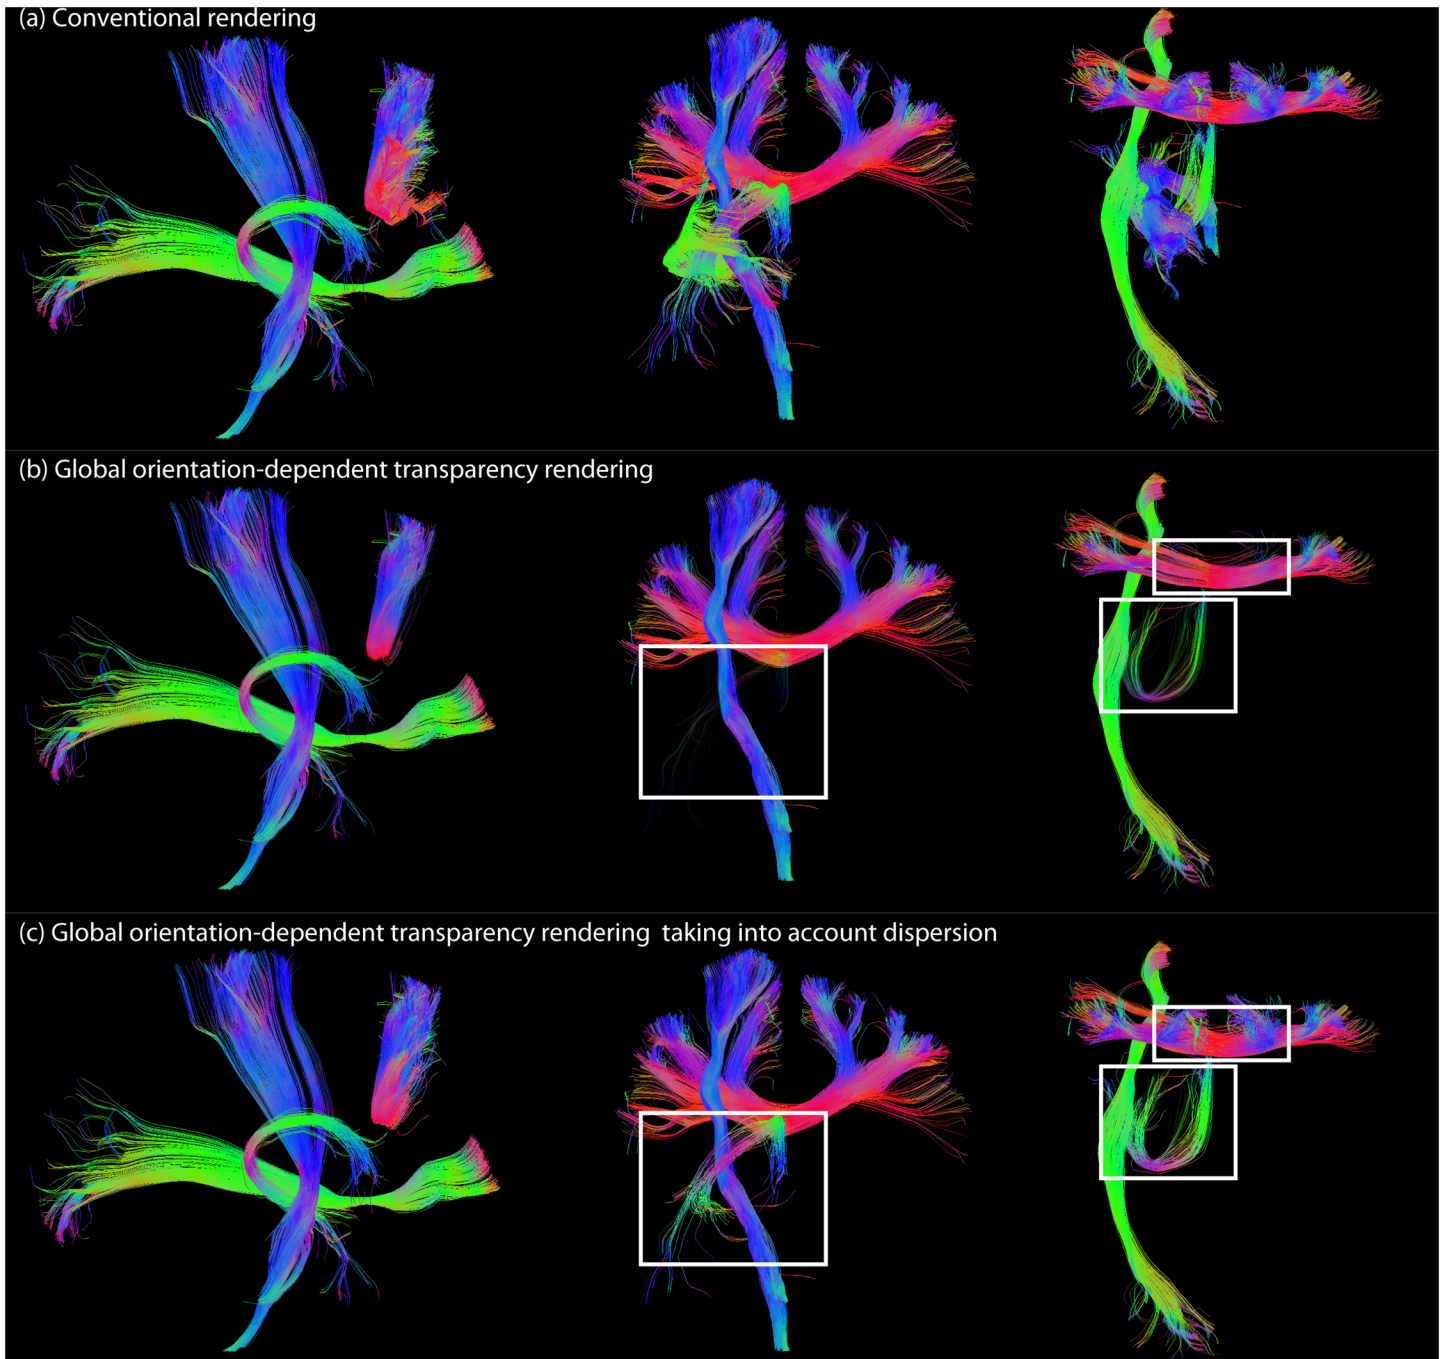 (a) Conventional rendering
(b) Global orientation-dependent transparency rendering
(c) Global orientation-dependent transparency rendering  taking into account dispersion